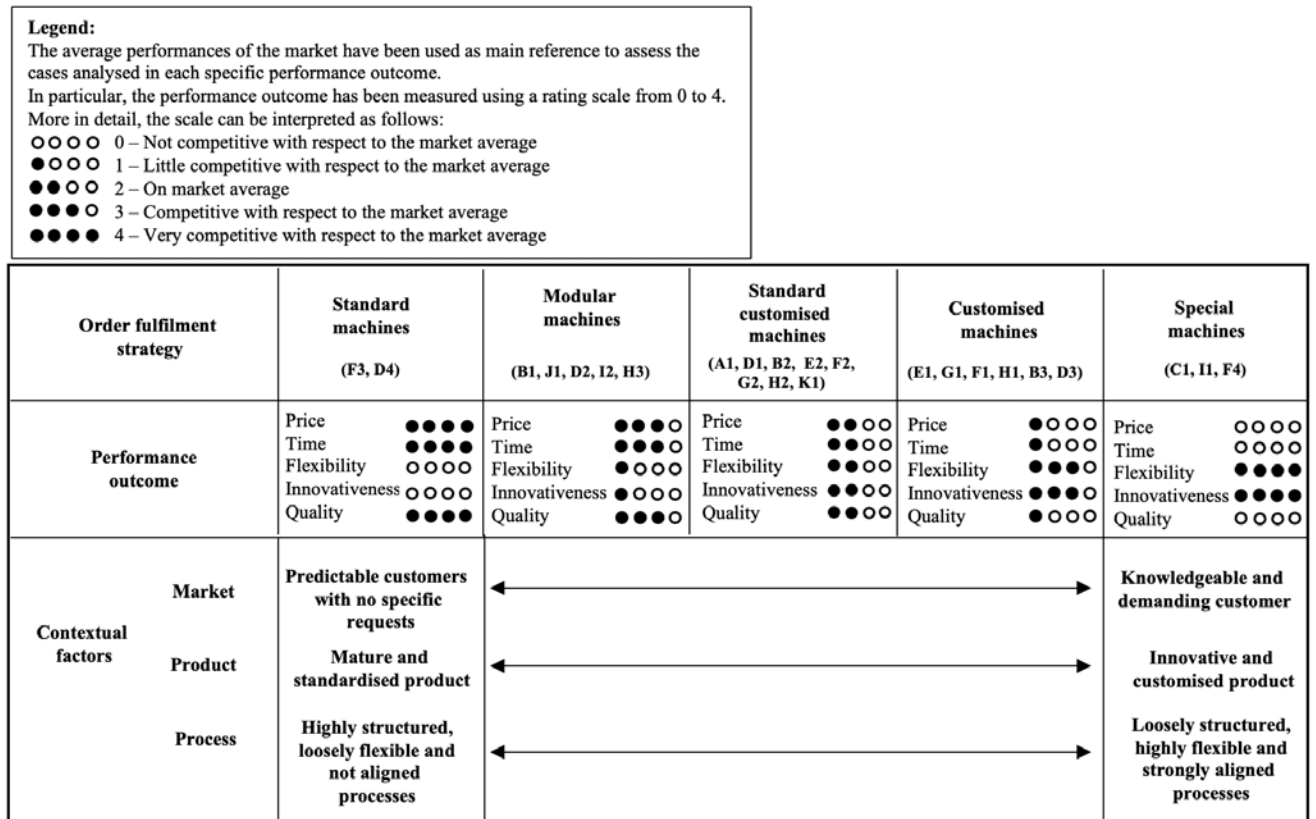 Legend:
The average performances of the market have been used as main reference to assess the
cases analysed in each specific performance outcome.
In particular, the performance outcome has been measured using a rating scale from 0 to 4.
More in detail, the scale can be interpreted as follows:
○○○○ 0 – Not competitive with respect to the market average
●○○○ 1 – Little competitive with respect to the market average
●●○○ 2 – On market average
●●●○ 3 – Competitive with respect to the market average
●●●● 4 – Very competitive with respect to the market average
Order fulfilment
strategy
Standard
machines
(F3, D4)
Modular
machines
(B1, J1, D2, I2, H3)
Standard
customised
machines
(A1, D1, B2, E2, F2,
G2, H2, K1)
Customised
machines
(E1, G1, F1, H1, B3, D3)
Special
machines
(C1, I1, F4)
Performance
outcome
Price ●●●●
Time ●●●●
Flexibility ○○○○
Innovativeness ○○○○
Quality ●●●●
Price ●●●○
Time ●●●○
Flexibility ●○○○
Innovativeness ●○○○
Quality ●●●○
Price ●●○○
Time ●●○○
Flexibility ●●○○
Innovativeness ●●○○
Quality ●●○○
Price ●○○○
Time ●○○○
Flexibility ●●●○
Innovativeness ●●●○
Quality ●○○○
Price ○○○○
Time ○○○○
Flexibility ●●●●
Innovativeness ●●●●
Quality ○○○○
Contextual
factors
Market
Predictable customers
with no specific
requests
Knowledgeable and
demanding customer
Product
Mature and
standardised product
Innovative and
customised product
Process
Highly structured,
loosely flexible and
not aligned
processes
Loosely structured,
highly flexible and
strongly aligned
processes